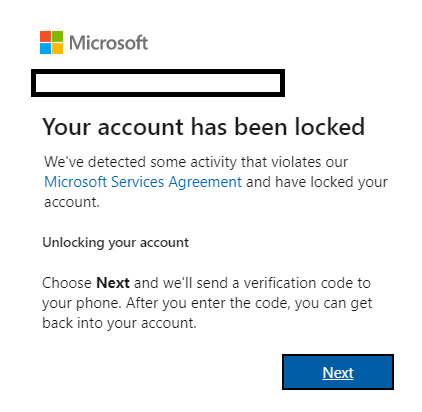 Microsoft
Your account has been locked
We've detected some activity that violates our
Microsoft Services Agreement and have locked your
account.
Unlocking your account
Choose Next and we'll send a verification code to
your phone. After you enter the code, you can get
back into your account.
Next